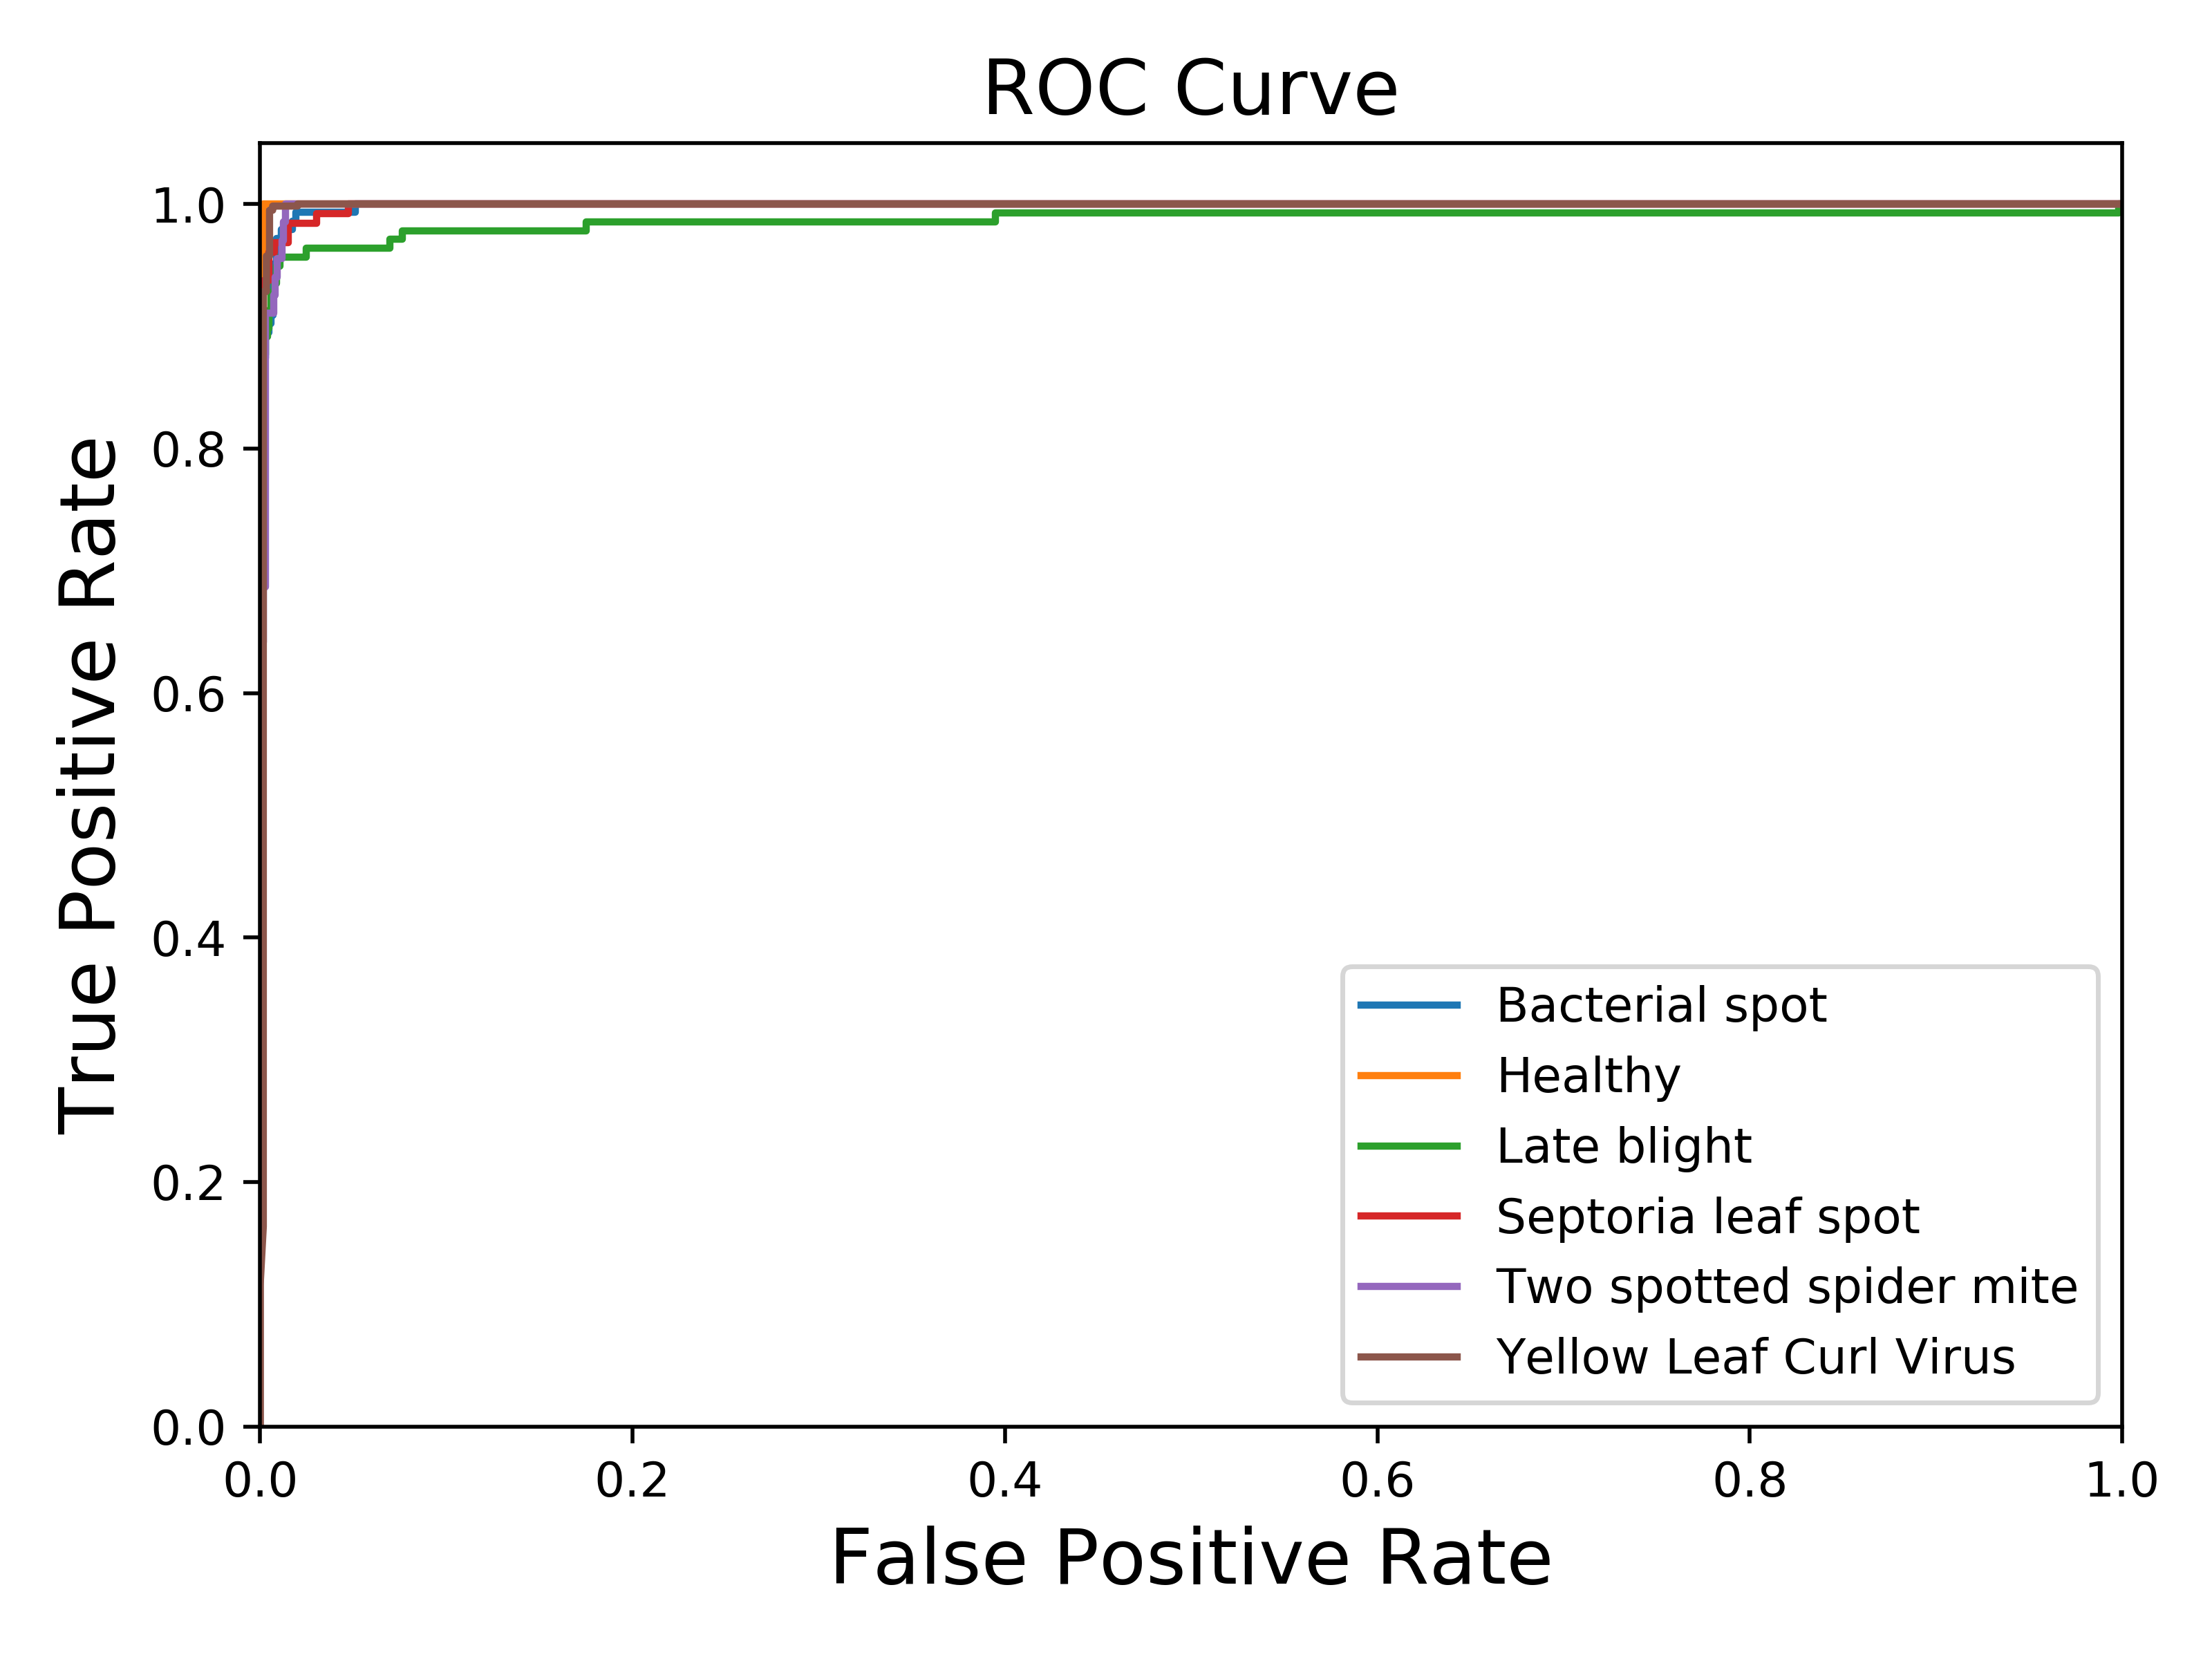 ROC Curve
True Positive Rate
1.0
0.8
0.6
0.4
0.2
0.0
Bacterial spot
Healthy
Late blight
Septoria leaf spot
Two spotted spider mite
Yellow Leaf Curl Virus
0.0 0.2 0.4 0.6 0.8 1.0
False Positive Rate